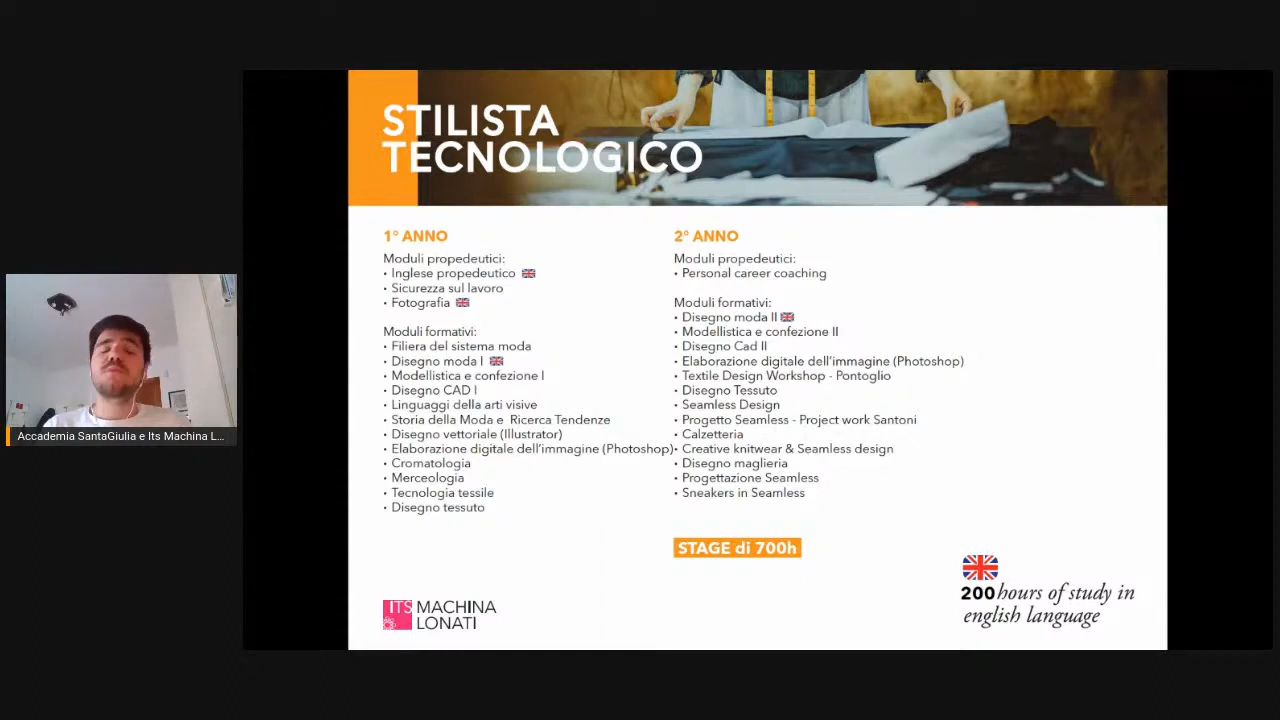 STILISTA
TECNOLOGICO
1° ANNO
Moduli propedeutici:
• Inglese propedeutico
• Sicurezza sul lavoro
• Fotografia
Moduli formativi:
• Filiera del sistema moda
• Disegno moda I
• Modellistica e confezione I
• Disegno CAD I
• Linguaggi della arti visive
• Storia della Moda e Ricerca Tendenze
• Disegno vettoriale (Illustrator)
• Elaborazione digitale dell'immagine (Photoshop)
• Cromatologia
• Merceologia
• Tecnologia tessile
• Disegno tessuto
2° ANNO
Moduli propedeutici:
• Personal career coaching
Moduli formativi:
• Disegno moda II
• Modellistica e confezione II
• Disegno Cad II
• Elaborazione digitale dell'immagine (Photoshop)
• Textile Design Workshop - Pontoglio
• Disegno Tessuto
• Seamless Design
• Progetto Seamless - Project work Santoni
• Calzetteria
• Creative knitwear & Seamless design
• Disegno maglieria
• Progettazione Seamless
• Sneakers in Seamless
STAGE di 700h
200 hours of study in
english language
ITS MACHINA
LONATI
Accademia SantaGiulia e Its Machina L...